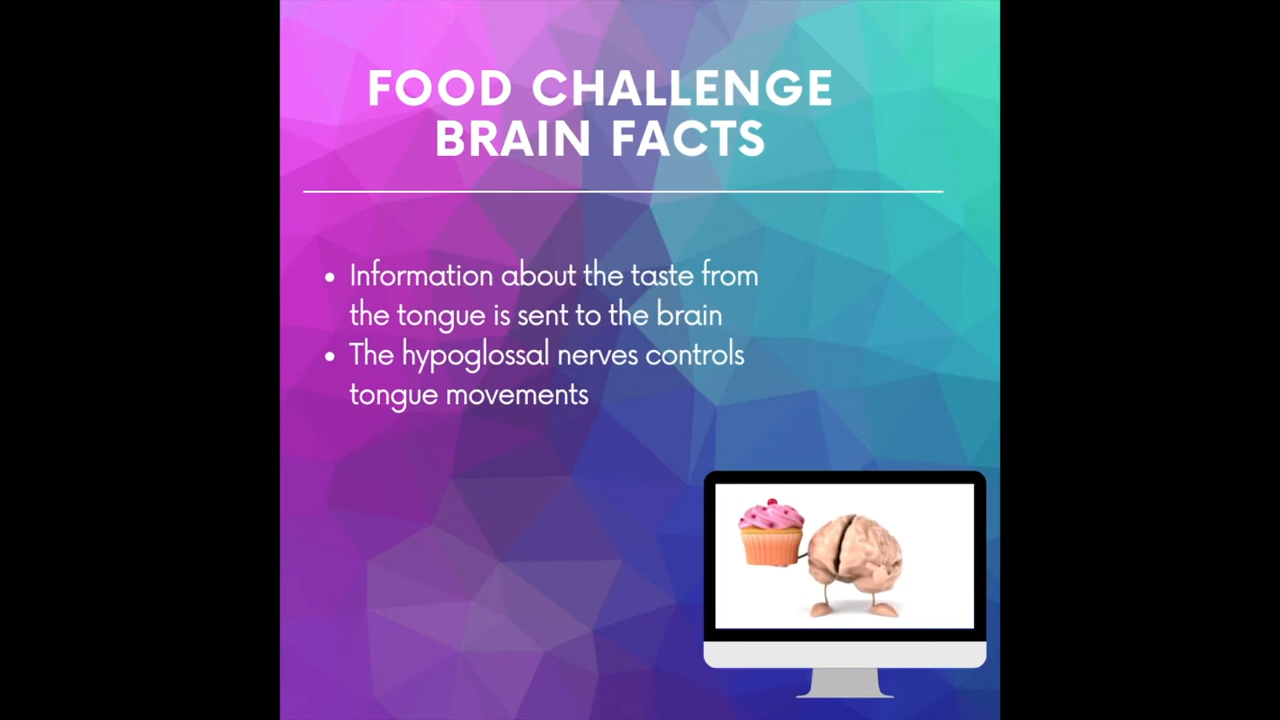 FOOD CHALLENGE
BRAIN FACTS
• Information about the taste from
the tongue is sent to the brain
• The hypoglossal nerves controls
tongue movements